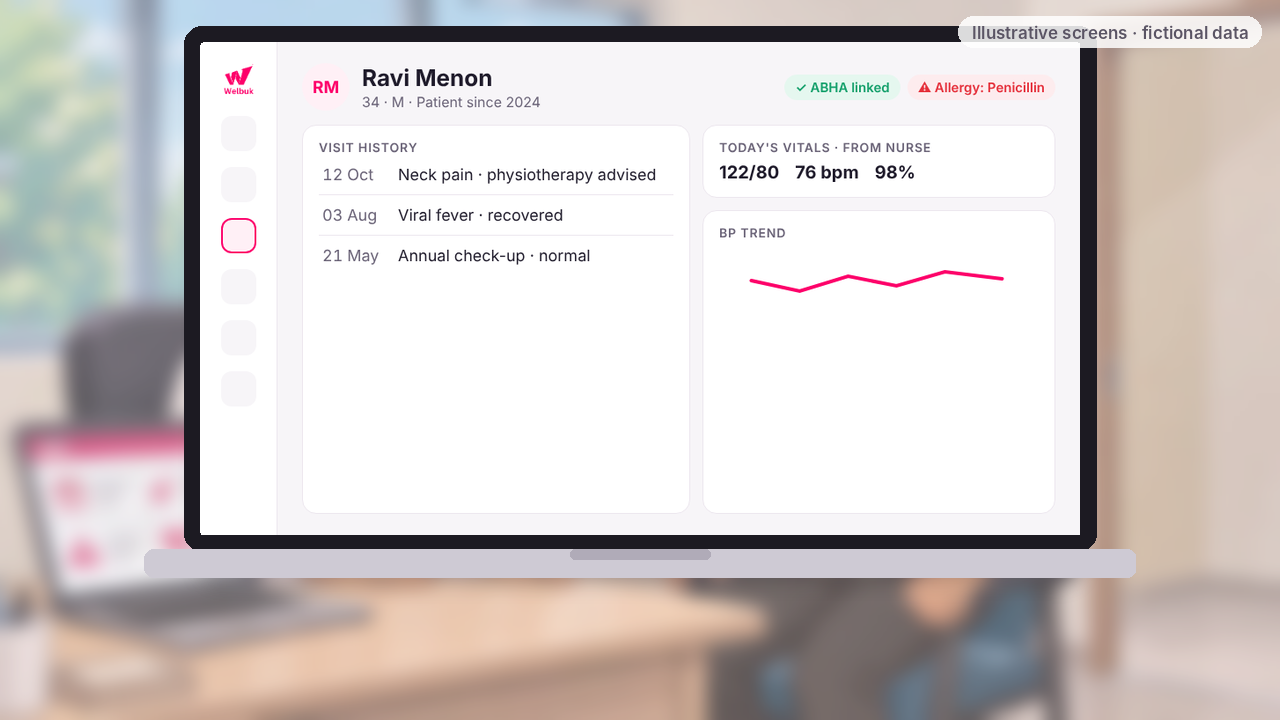 Illustrative screens · fictional data
Welbuk
RM
Ravi Menon
34 · M · Patient since 2024
✓ ABHA linked
⚠ Allergy: Penicillin
VISIT HISTORY
12 Oct Neck pain · physiotherapy advised
03 Aug Viral fever · recovered
21 May Annual check-up · normal
TODAY'S VITALS · FROM NURSE
122/80 76 bpm 98%
BP TREND